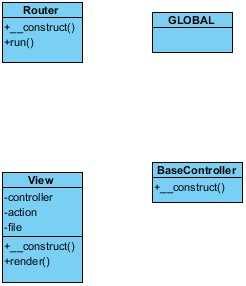 Router
+__construct()
+run()
GLOBAL
View
-controller
-action
-file
+__construct()
+render()
BaseController
+__construct()